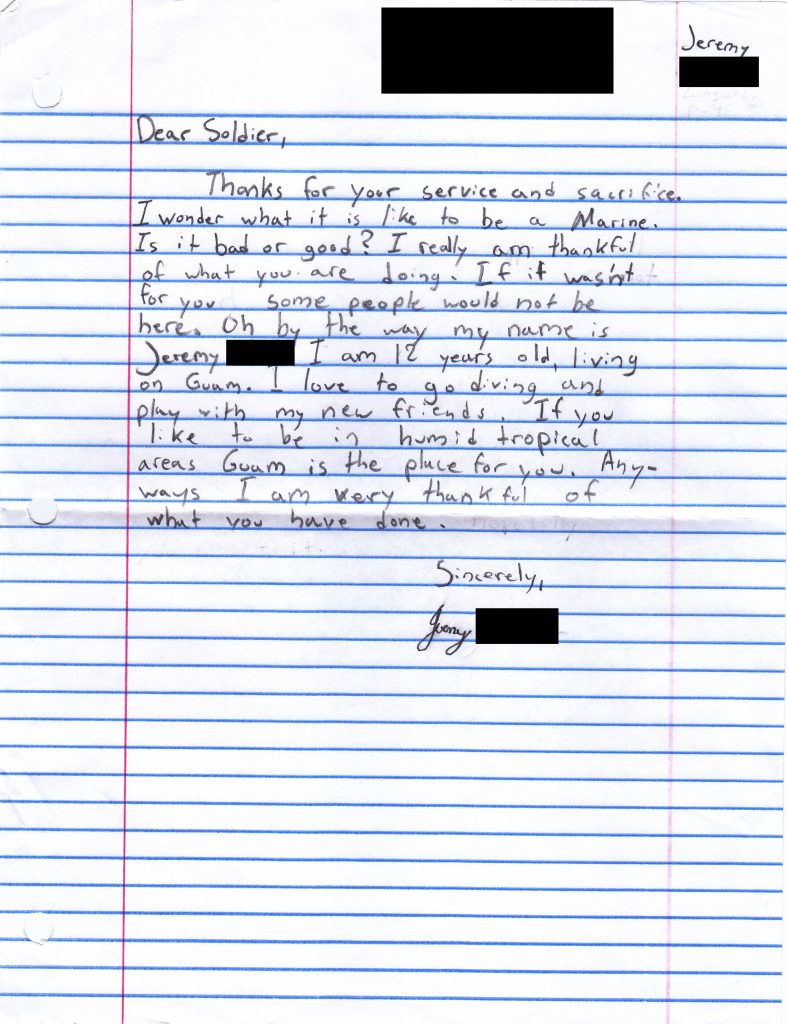 Jeremy
Dear Soldier,
Thanks for your service and sacrifice.
I wonder what it is like to be a Marine.
Is it bad or good? I really am thankful
of what you are doing. If it wasn't
for you some people would not be
here. Oh by the way my name is
Jeremy I am 12 years old, living
on Guam. I love to go diving and
play with my new friends. If you
like to be in humid tropical
areas Guam is the place for you. Any-
ways I am very thankful of
what you have done.
Sincerely,
Jeremy